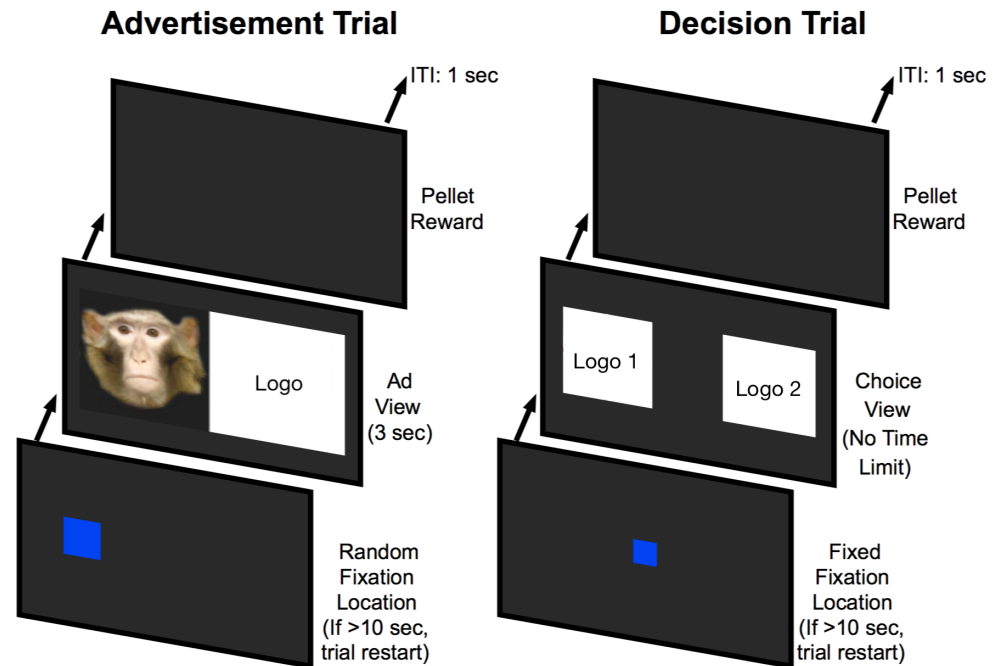 Advertisement Trial
ITI: 1 sec
Pellet
Reward
Logo
Ad
View
(3 sec)
Random
Fixation
Location
(If >10 sec,
trial restart)
Decision Trial
ITI: 1 sec
Pellet
Reward
Logo 1
Logo 2
Choice
View
(No Time
Limit)
Fixed
Fixation
Location
(If >10 sec,
trial restart)